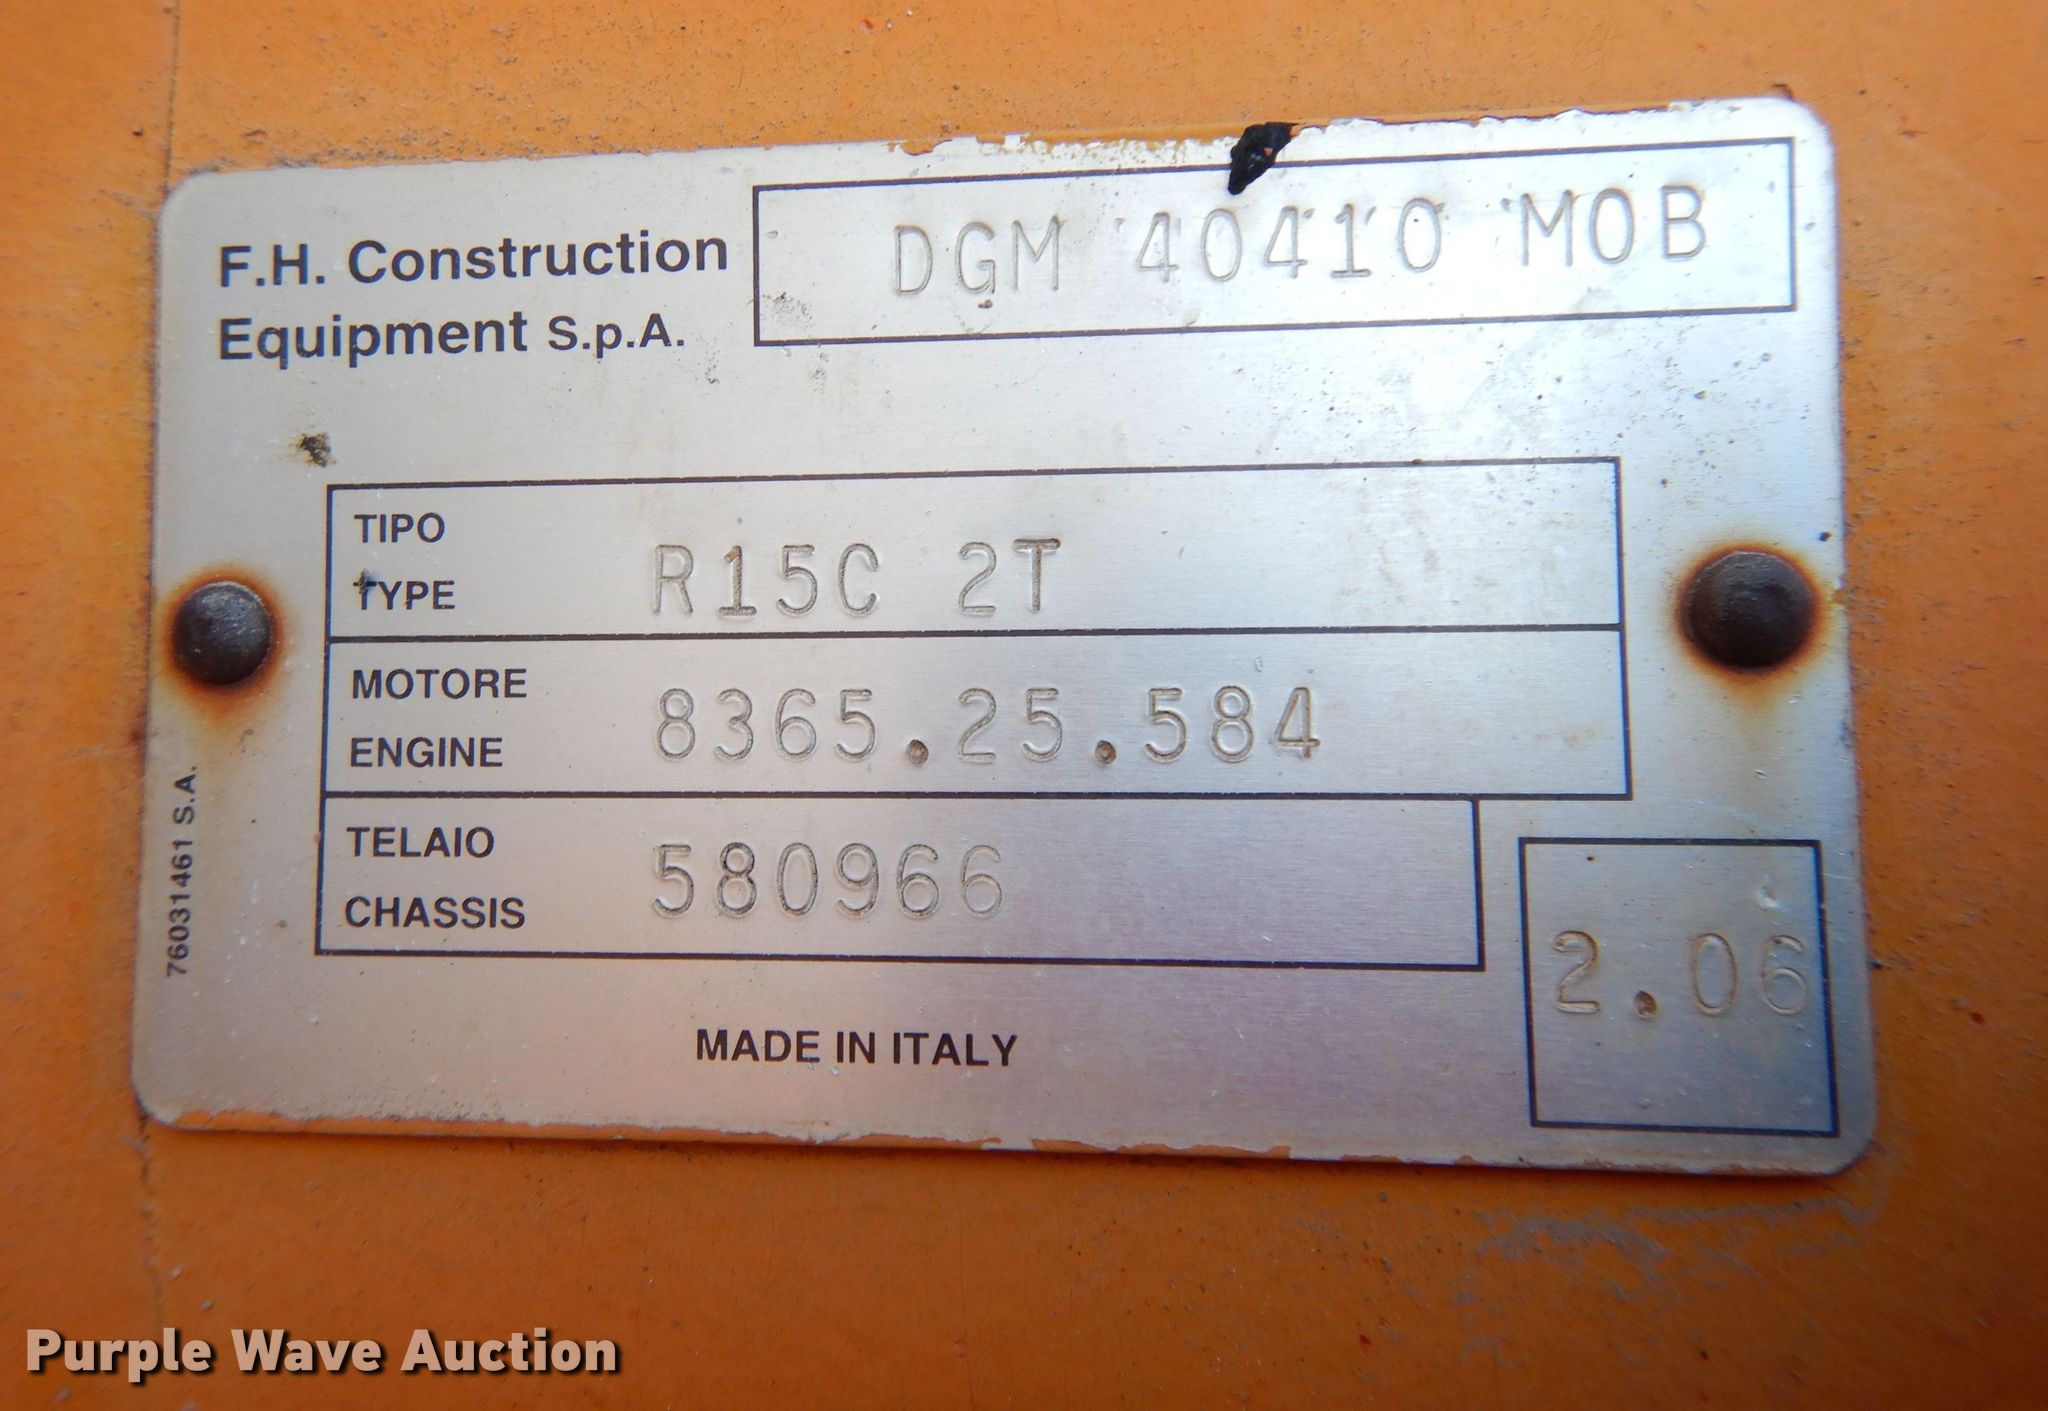 F.H. Construction
Equipment S.p.A.
DGM 40410 MOB
TIPO
TYPE
R15C 2T
MOTORE
ENGINE
8365.25.584
TELAIO
CHASSIS
580966
2.06
MADE IN ITALY
76031461 S.A.
Purple Wave Auction